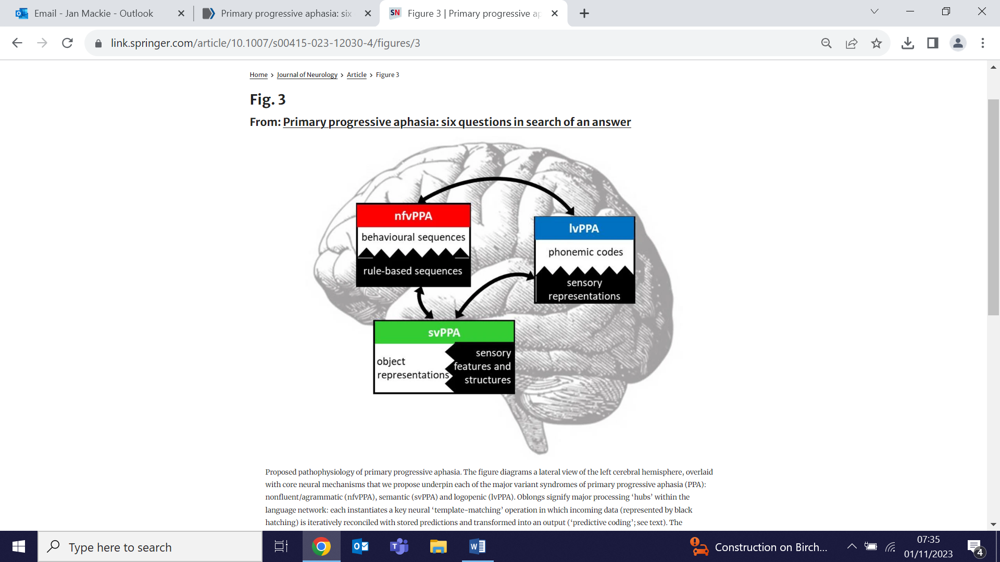 Email - Jan Mackie - Outlook
Primary progressive aphasia: six
SN
Figure 3 | Primary progressive ap
link.springer.com/article/10.1007/s00415-023-12030-4/figures/3
Home > Journal of Neurology > Article > Figure 3
Fig. 3
From: Primary progressive aphasia: six questions in search of an answer
nfvPPA
behavioural sequences
rule-based sequences
lvPPA
phonemic codes
sensory
representations
svPPA
object
representations
sensory
features and
structures
Proposed pathophysiology of primary progressive aphasia. The figure diagrams a lateral view of the left cerebral hemisphere, overlaid
with core neural mechanisms that we propose underpin each of the major variant syndromes of primary progressive aphasia (PPA):
nonfluent/agrammatic (nfvPPA), semantic (svPPA) and logopenic (lvPPA). Oblongs signify major processing ‘hubs’ within the
language network: each instantiates a key neural ‘template-matching’ operation in which incoming data (represented by black
hatching) is iteratively reconciled with stored predictions and transformed into an output (‘predictive coding’; see text). The
Type here to search
Construction on Birch...
07:35
01/11/2023
4